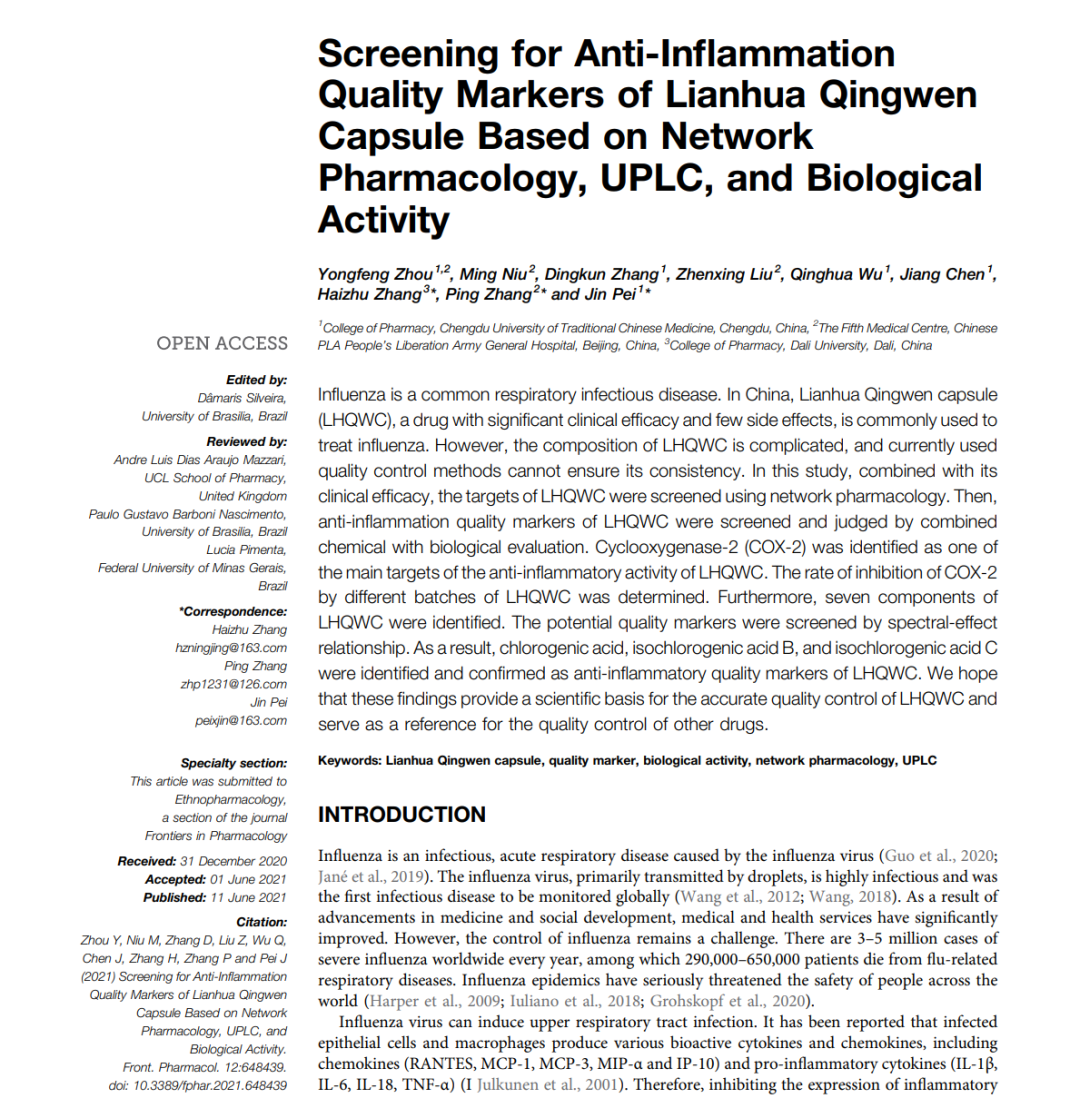 Screening for Anti-Inflammation
Quality Markers of Lianhua Qingwen
Capsule Based on Network
Pharmacology, UPLC, and Biological
Activity
Yongfeng Zhou1,2, Ming Niu2, Dingkun Zhang1, Zhenxing Liu2, Qinghua Wu1, Jiang Chen1,
Haizhu Zhang3*, Ping Zhang2* and Jin Pei1*
1College of Pharmacy, Chengdu University of Traditional Chinese Medicine, Chengdu, China, 2The Fifth Medical Centre, Chinese
PLA People's Liberation Army General Hospital, Beijing, China, 3College of Pharmacy, Dali University, Dali, China
OPEN ACCESS
Edited by:
Dâmaris Silveira,
University of Brasilia, Brazil
Reviewed by:
Andre Luis Dias Araujo Mazzari,
UCL School of Pharmacy,
United Kingdom
Paulo Gustavo Barboni Nascimento,
University of Brasilia, Brazil
Lucia Pimenta,
Federal University of Minas Gerais,
Brazil
*Correspondence:
Haizhu Zhang
hzningjing@163.com
Ping Zhang
zhp1231@126.com
Jin Pei
peixjin@163.com
Specialty section:
This article was submitted to
Ethnopharmacology,
a section of the journal
Frontiers in Pharmacology
Received: 31 December 2020
Accepted: 01 June 2021
Published: 11 June 2021
Citation:
Zhou Y, Niu M, Zhang D, Liu Z, Wu Q,
Chen J, Zhang H, Zhang P and Pei J
(2021) Screening for Anti-Inflammation
Quality Markers of Lianhua Qingwen
Capsule Based on Network
Pharmacology, UPLC, and
Biological Activity.
Front. Pharmacol. 12:648439.
doi: 10.3389/fphar.2021.648439
Influenza is a common respiratory infectious disease. In China, Lianhua Qingwen capsule
(LHQWC), a drug with significant clinical efficacy and few side effects, is commonly used to
treat influenza. However, the composition of LHQWC is complicated, and currently used
quality control methods cannot ensure its consistency. In this study, combined with its
clinical efficacy, the targets of LHQWC were screened using network pharmacology. Then,
anti-inflammation quality markers of LHQWC were screened and judged by combined
chemical with biological evaluation. Cyclooxygenase-2 (COX-2) was identified as one of
the main targets of the anti-inflammatory activity of LHQWC. The rate of inhibition of COX-2
by different batches of LHQWC was determined. Furthermore, seven components of
LHQWC were identified. The potential quality markers were screened by spectral-effect
relationship. As a result, chlorogenic acid, isochlorogenic acid B, and isochlorogenic acid C
were identified and confirmed as anti-inflammatory quality markers of LHQWC. We hope
that these findings provide a scientific basis for the accurate quality control of LHQWC and
serve as a reference for the quality control of other drugs.
Keywords: Lianhua Qingwen capsule, quality marker, biological activity, network pharmacology, UPLC
INTRODUCTION
Influenza is an infectious, acute respiratory disease caused by the influenza virus (Guo et al., 2020;
Jané et al., 2019). The influenza virus, primarily transmitted by droplets, is highly infectious and was
the first infectious disease to be monitored globally (Wang et al., 2012; Wang, 2018). As a result of
advancements in medicine and social development, medical and health services have significantly
improved. However, the control of influenza remains a challenge. There are 3–5 million cases of
severe influenza worldwide every year, among which 290,000–650,000 patients die from flu-related
respiratory diseases. Influenza epidemics have seriously threatened the safety of people across the
world (Harper et al., 2009; Iuliano et al., 2018; Grohskopf et al., 2020).
Influenza virus can induce upper respiratory tract infection. It has been reported that infected
epithelial cells and macrophages produce various bioactive cytokines and chemokines, including
chemokines (RANTES, MCP-1, MCP-3, MIP-α and IP-10) and pro-inflammatory cytokines (IL-1β,
IL-6, IL-18, TNF-α) (I Julkunen et al., 2001). Therefore, inhibiting the expression of inflammatory